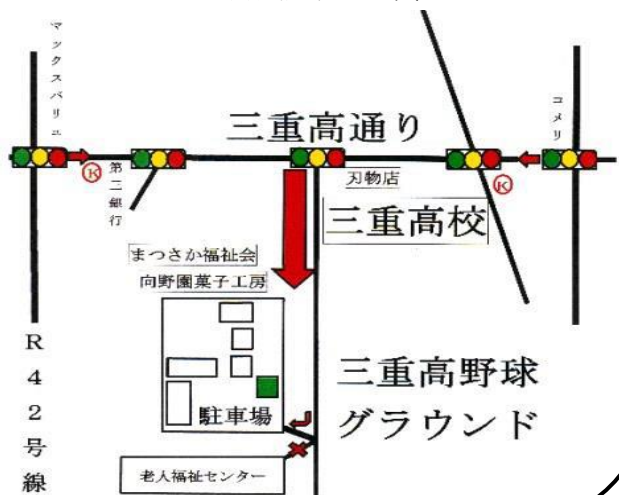 マックスバリュ
三重高通り
コメリ
K
第三銀行
刃物店
K
三重高校
まつさか福祉会
向野園菓子工房
R42号線
三重高野球
グラウンド
駐車場
老人福祉センター